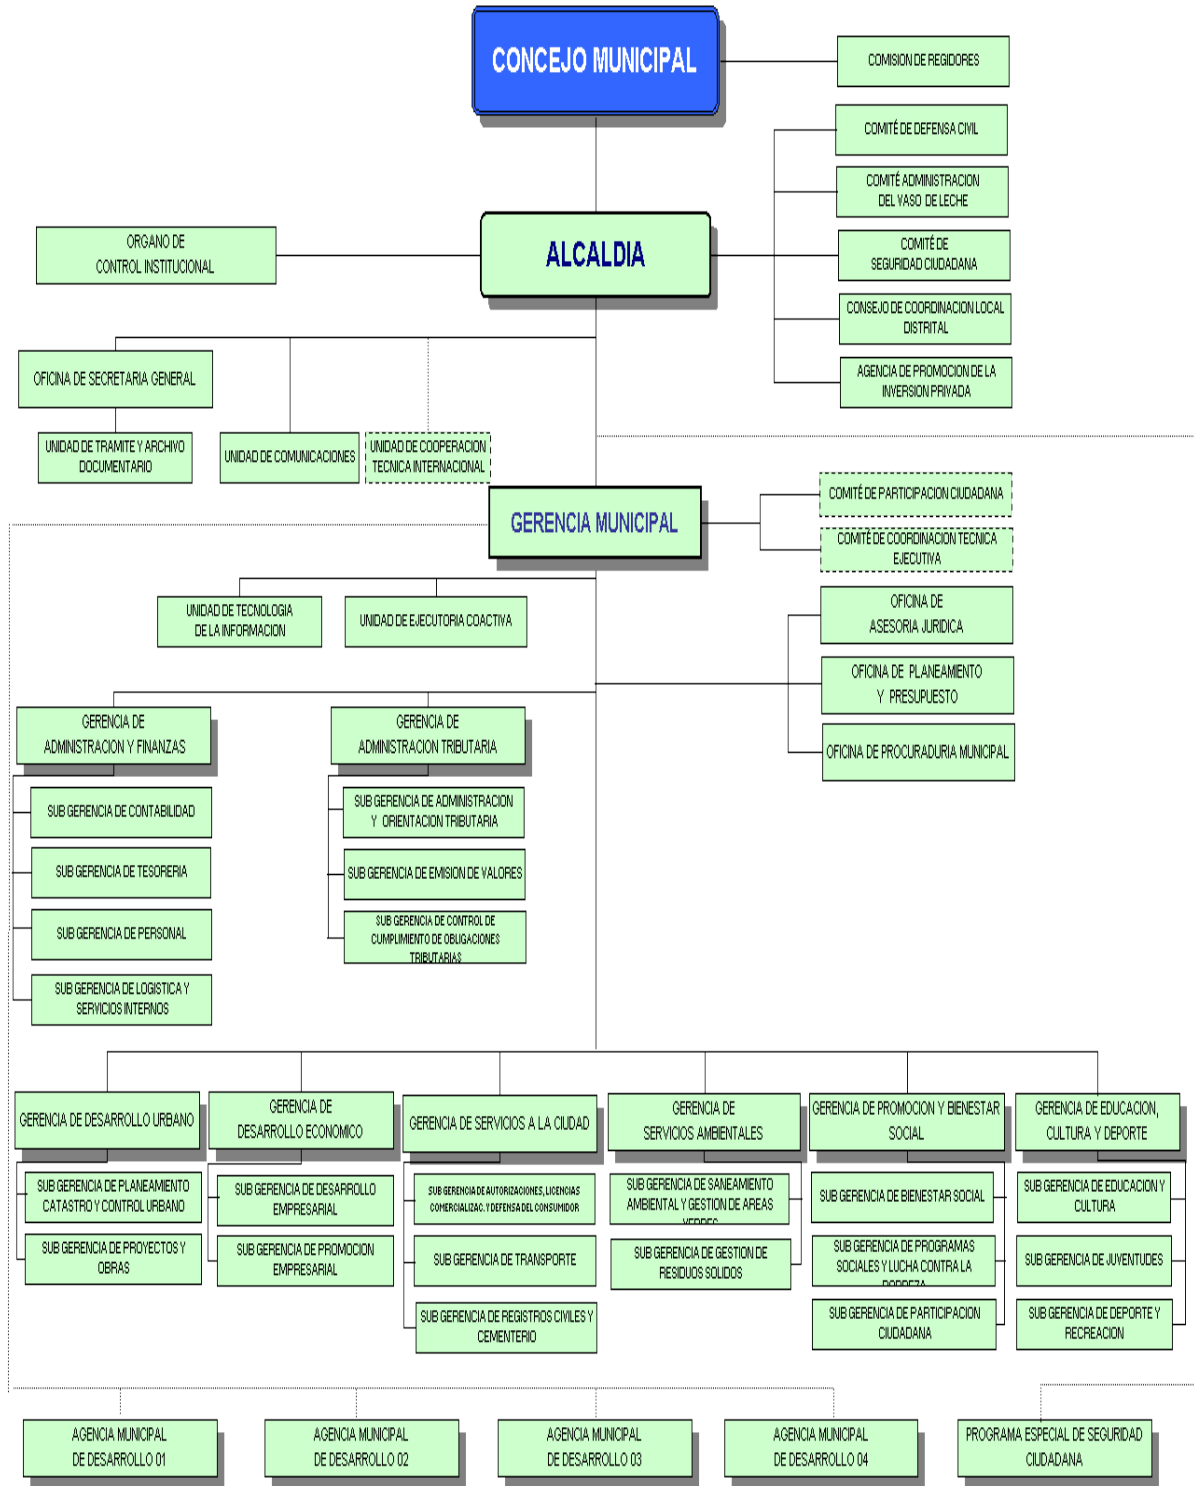 CONCEJO MUNICIPAL
COMISION DE REGIDORES
COMITÉ DE DEFENSA CIVIL
COMITÉ ADMINISTRACION
DEL VASO DE LECHE
ORGANO DE
CONTROL INSTITUCIONAL
ALCALDIA
COMITÉ DE
SEGURIDAD CIUDADANA
CONSEJO DE COORDINACION LOCAL
DISTRITAL
AGENCIA DE PROMOCION DE LA
INVERSION PRIVADA
OFICINA DE SECRETARIA GENERAL
UNIDAD DE TRAMITE Y ARCHIVO
DOCUMENTARIO
UNIDAD DE COMUNICACIONES
UNIDAD DE COOPERACION
TECNICA INTERNACIONAL
GERENCIA MUNICIPAL
COMITÉ DE PARTICIPACION CIUDADANA
COMITÉ DE COORDINACION TECNICA
EJECUTIVA
UNIDAD DE TECNOLOGIA
DE LA INFORMACION
UNIDAD DE EJECUTORIA COACTIVA
OFICINA DE
ASESORIA JURIDICA
OFICINA DE PLANEAMIENTO
Y PRESUPUESTO
OFICINA DE PROCURADURIA MUNICIPAL
GERENCIA DE
ADMINISTRACION Y FINANZAS
SUB GERENCIA DE CONTABILIDAD
SUB GERENCIA DE TESORERIA
SUB GERENCIA DE PERSONAL
SUB GERENCIA DE LOGISTICA Y
SERVICIOS INTERNOS
GERENCIA DE
ADMINISTRACION TRIBUTARIA
SUB GERENCIA DE ADMINISTRACION
Y ORIENTACION TRIBUTARIA
SUB GERENCIA DE EMISION DE VALORES
SUB GERENCIA DE CONTROL DE
CUMPLIMIENTO DE OBLIGACIONES
TRIBUTARIAS
GERENCIA DE DESARROLLO URBANO
SUB GERENCIA DE PLANEAMIENTO
CATASTRO Y CONTROL URBANO
SUB GERENCIA DE PROYECTOS Y
OBRAS
GERENCIA DE
DESARROLLO ECONOMICO
SUB GERENCIA DE DESARROLLO
EMPRESARIAL
SUB GERENCIA DE PROMOCION
EMPRESARIAL
GERENCIA DE SERVICIOS A LA CIUDAD
SUB GERENCIA DE AUTORIZACIONES, LICENCIAS
COMERCIALIZAC. Y DEFENSA DEL CONSUMIDOR
SUB GERENCIA DE TRANSPORTE
SUB GERENCIA DE REGISTROS CIVILES Y
CEMENTERIO
GERENCIA DE
SERVICIOS AMBIENTALES
SUB GERENCIA DE SANEAMIENTO
AMBIENTAL Y GESTION DE AREAS
VERDES
SUB GERENCIA DE GESTION DE
RESIDUOS SOLIDOS
GERENCIA DE PROMOCION Y BIENESTAR
SOCIAL
SUB GERENCIA DE BIENESTAR SOCIAL
SUB GERENCIA DE PROGRAMAS
SOCIALES Y LUCHA CONTRA LA
POBREZA
SUB GERENCIA DE PARTICIPACION
CIUDADANA
GERENCIA DE EDUCACION,
CULTURA Y DEPORTE
SUB GERENCIA DE EDUCACION Y
CULTURA
SUB GERENCIA DE JUVENTUDES
SUB GERENCIA DE DEPORTE Y
RECREACION
AGENCIA MUNICIPAL
DE DESARROLLO 01
AGENCIA MUNICIPAL
DE DESARROLLO 02
AGENCIA MUNICIPAL
DE DESARROLLO 03
AGENCIA MUNICIPAL
DE DESARROLLO 04
PROGRAMA ESPECIAL DE SEGURIDAD
CIUDADANA